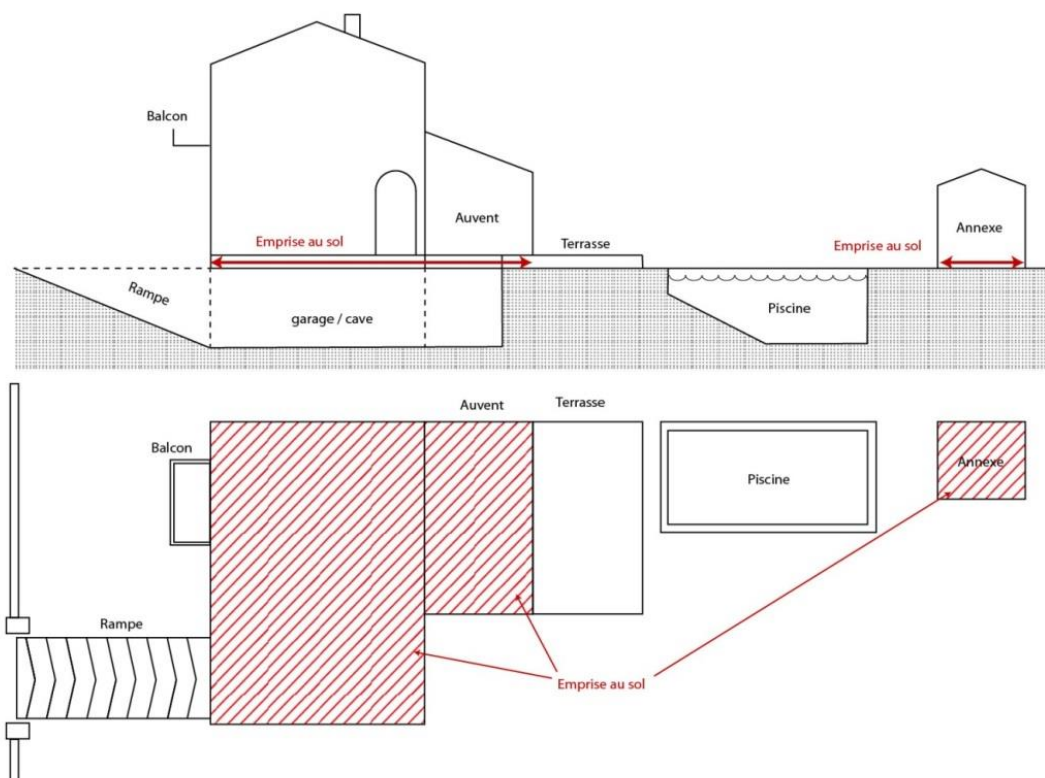 Balcon
Auvent
Annexe
Emprise au sol
Terrasse
Emprise au sol
Rampe
garage / cave
Piscine
Auvent
Terrasse
Balcon
Piscine
Annexe
Rampe
Emprise au sol